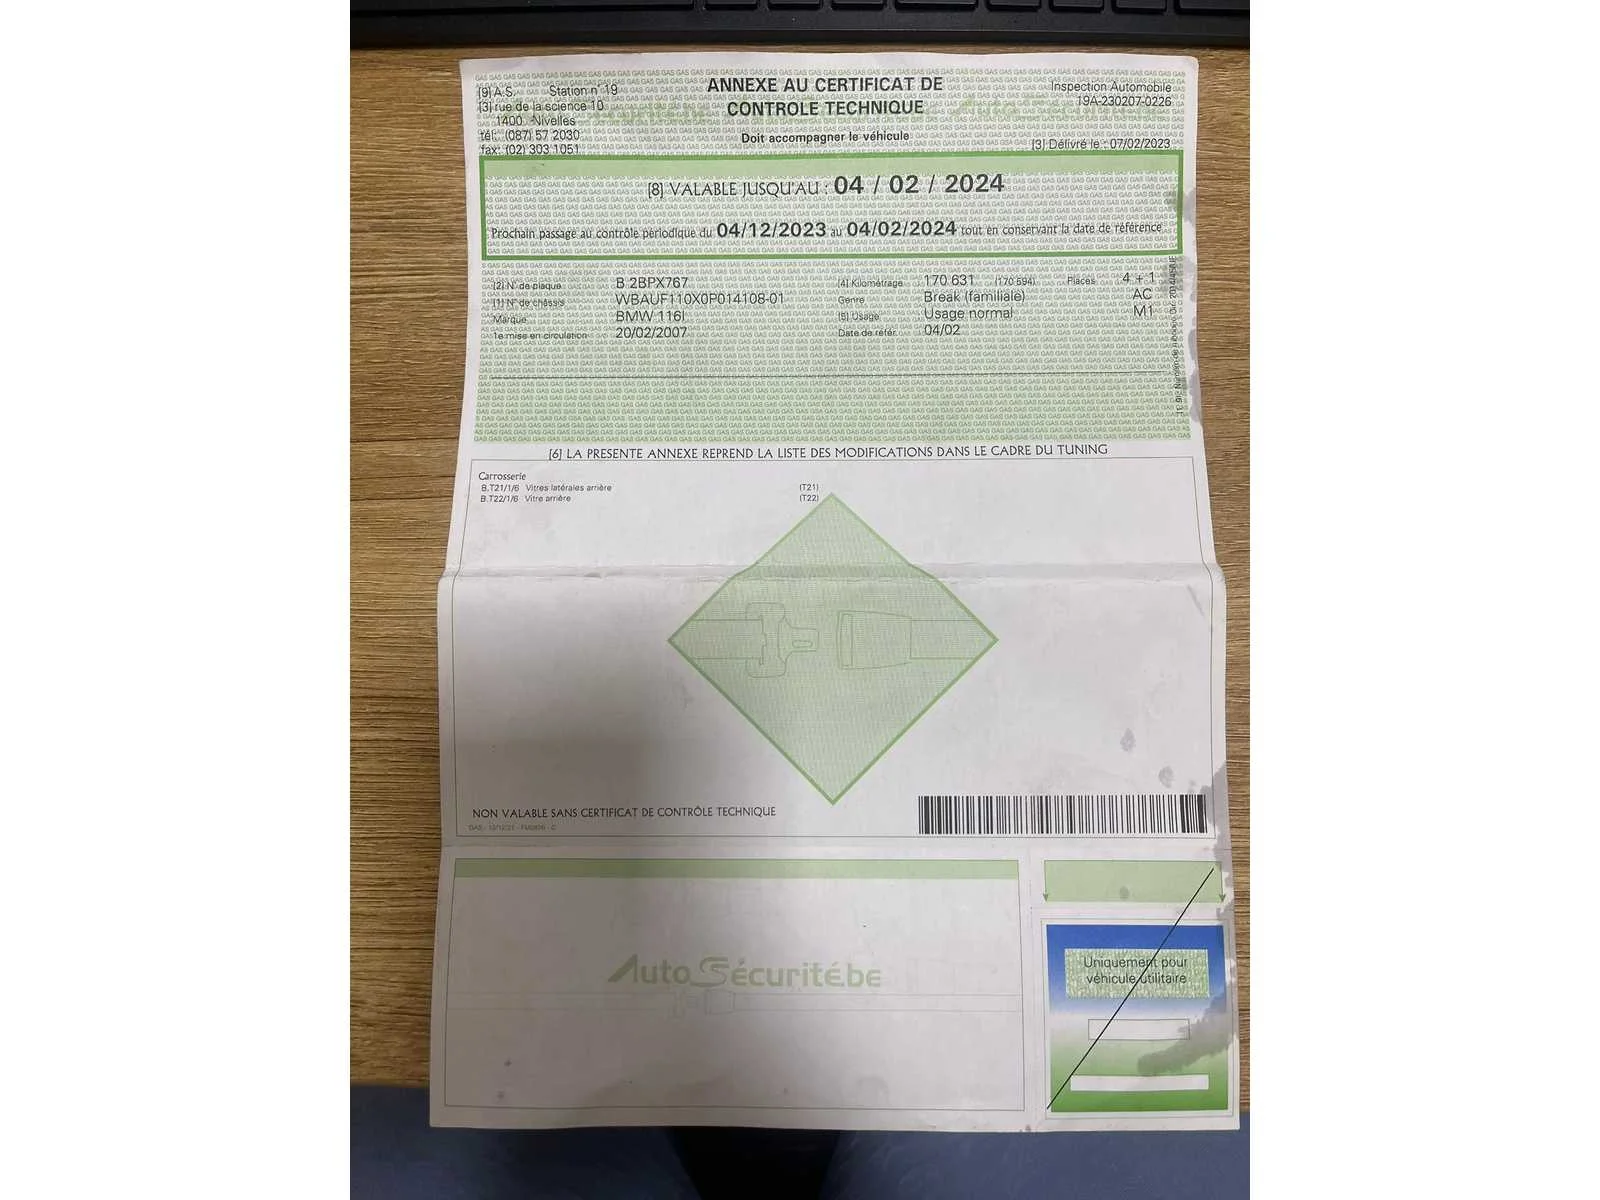 [9] A.S. Station n°19
[3] rue de la science 10
1400 Nivelles
tél.: (087) 57 2030
fax: (02) 303 1051
ANNEXE AU CERTIFICAT DE
CONTROLE TECHNIQUE
Doit accompagner le véhicule
Inspection Automobile
19A-230207-0226
[3] Délivré le : 07/02/2023
[8] VALABLE JUSQU'AU : 04 / 02 / 2024
Prochain passage au contrôle périodique du 04/12/2023 au 04/02/2024 tout en conservant la date de référence
[2] N° de plaque B 2BPX767
[1] N° de châssis WBAUF110X0P014108-01
Marque BMW 116I
1e mise en circulation 20/02/2007
[4] Kilométrage 170 631 (170 594) Places 4 + 1
Genre Break (familiale) AC
[5] Usage Usage normal M1
Date de référ. 04/02
[6] LA PRESENTE ANNEXE REPREND LA LISTE DES MODIFICATIONS DANS LE CADRE DU TUNING
Carrosserie
B.T21/1/6 Vitres latérales arrière (T21)
B.T22/1/6 Vitre arrière (T22)
NON VALABLE SANS CERTIFICAT DE CONTRÔLE TECHNIQUE
AutoSécurité.be
Uniquement pour
véhicule utilitaire